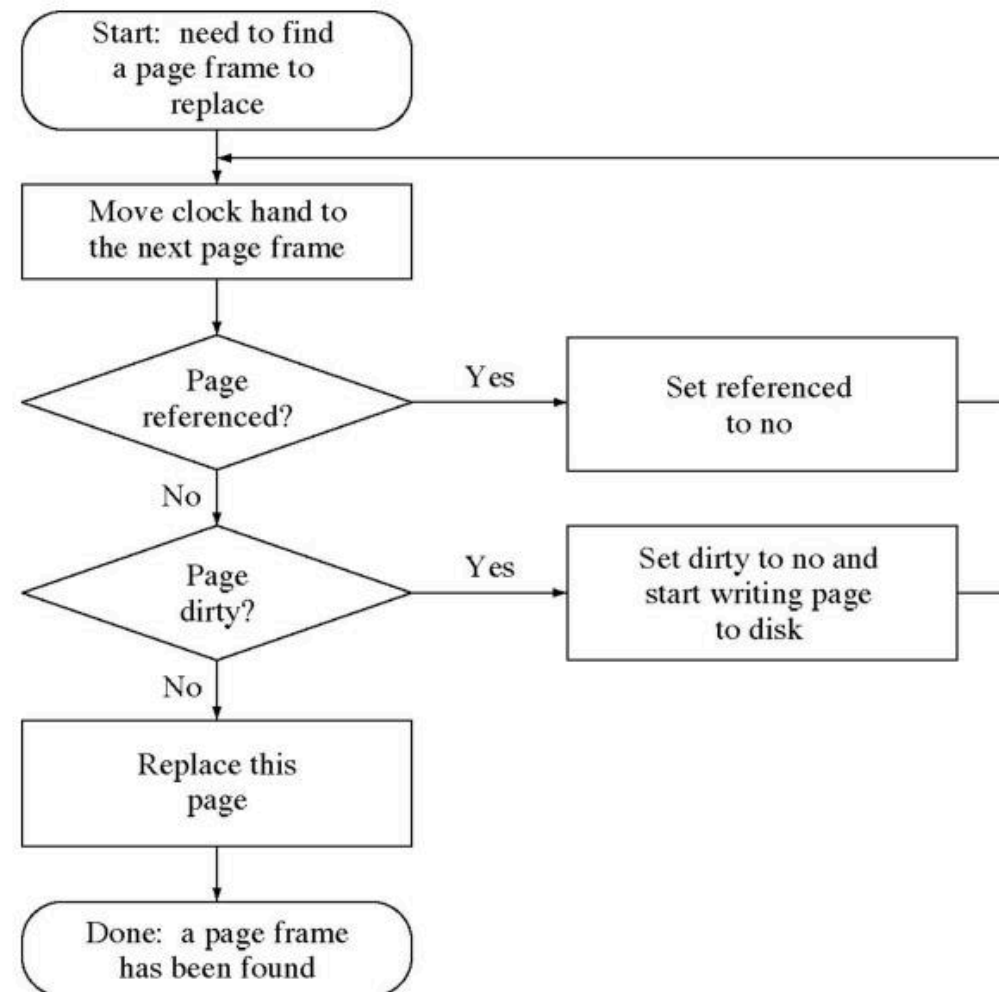 Start: need to find
a page frame to
replace
Move clock hand to
the next page frame
Page
referenced?
Yes
Set referenced
to no
No
Page
dirty?
Yes
Set dirty to no and
start writing page
to disk
No
Replace this
page
Done: a page frame
has been found